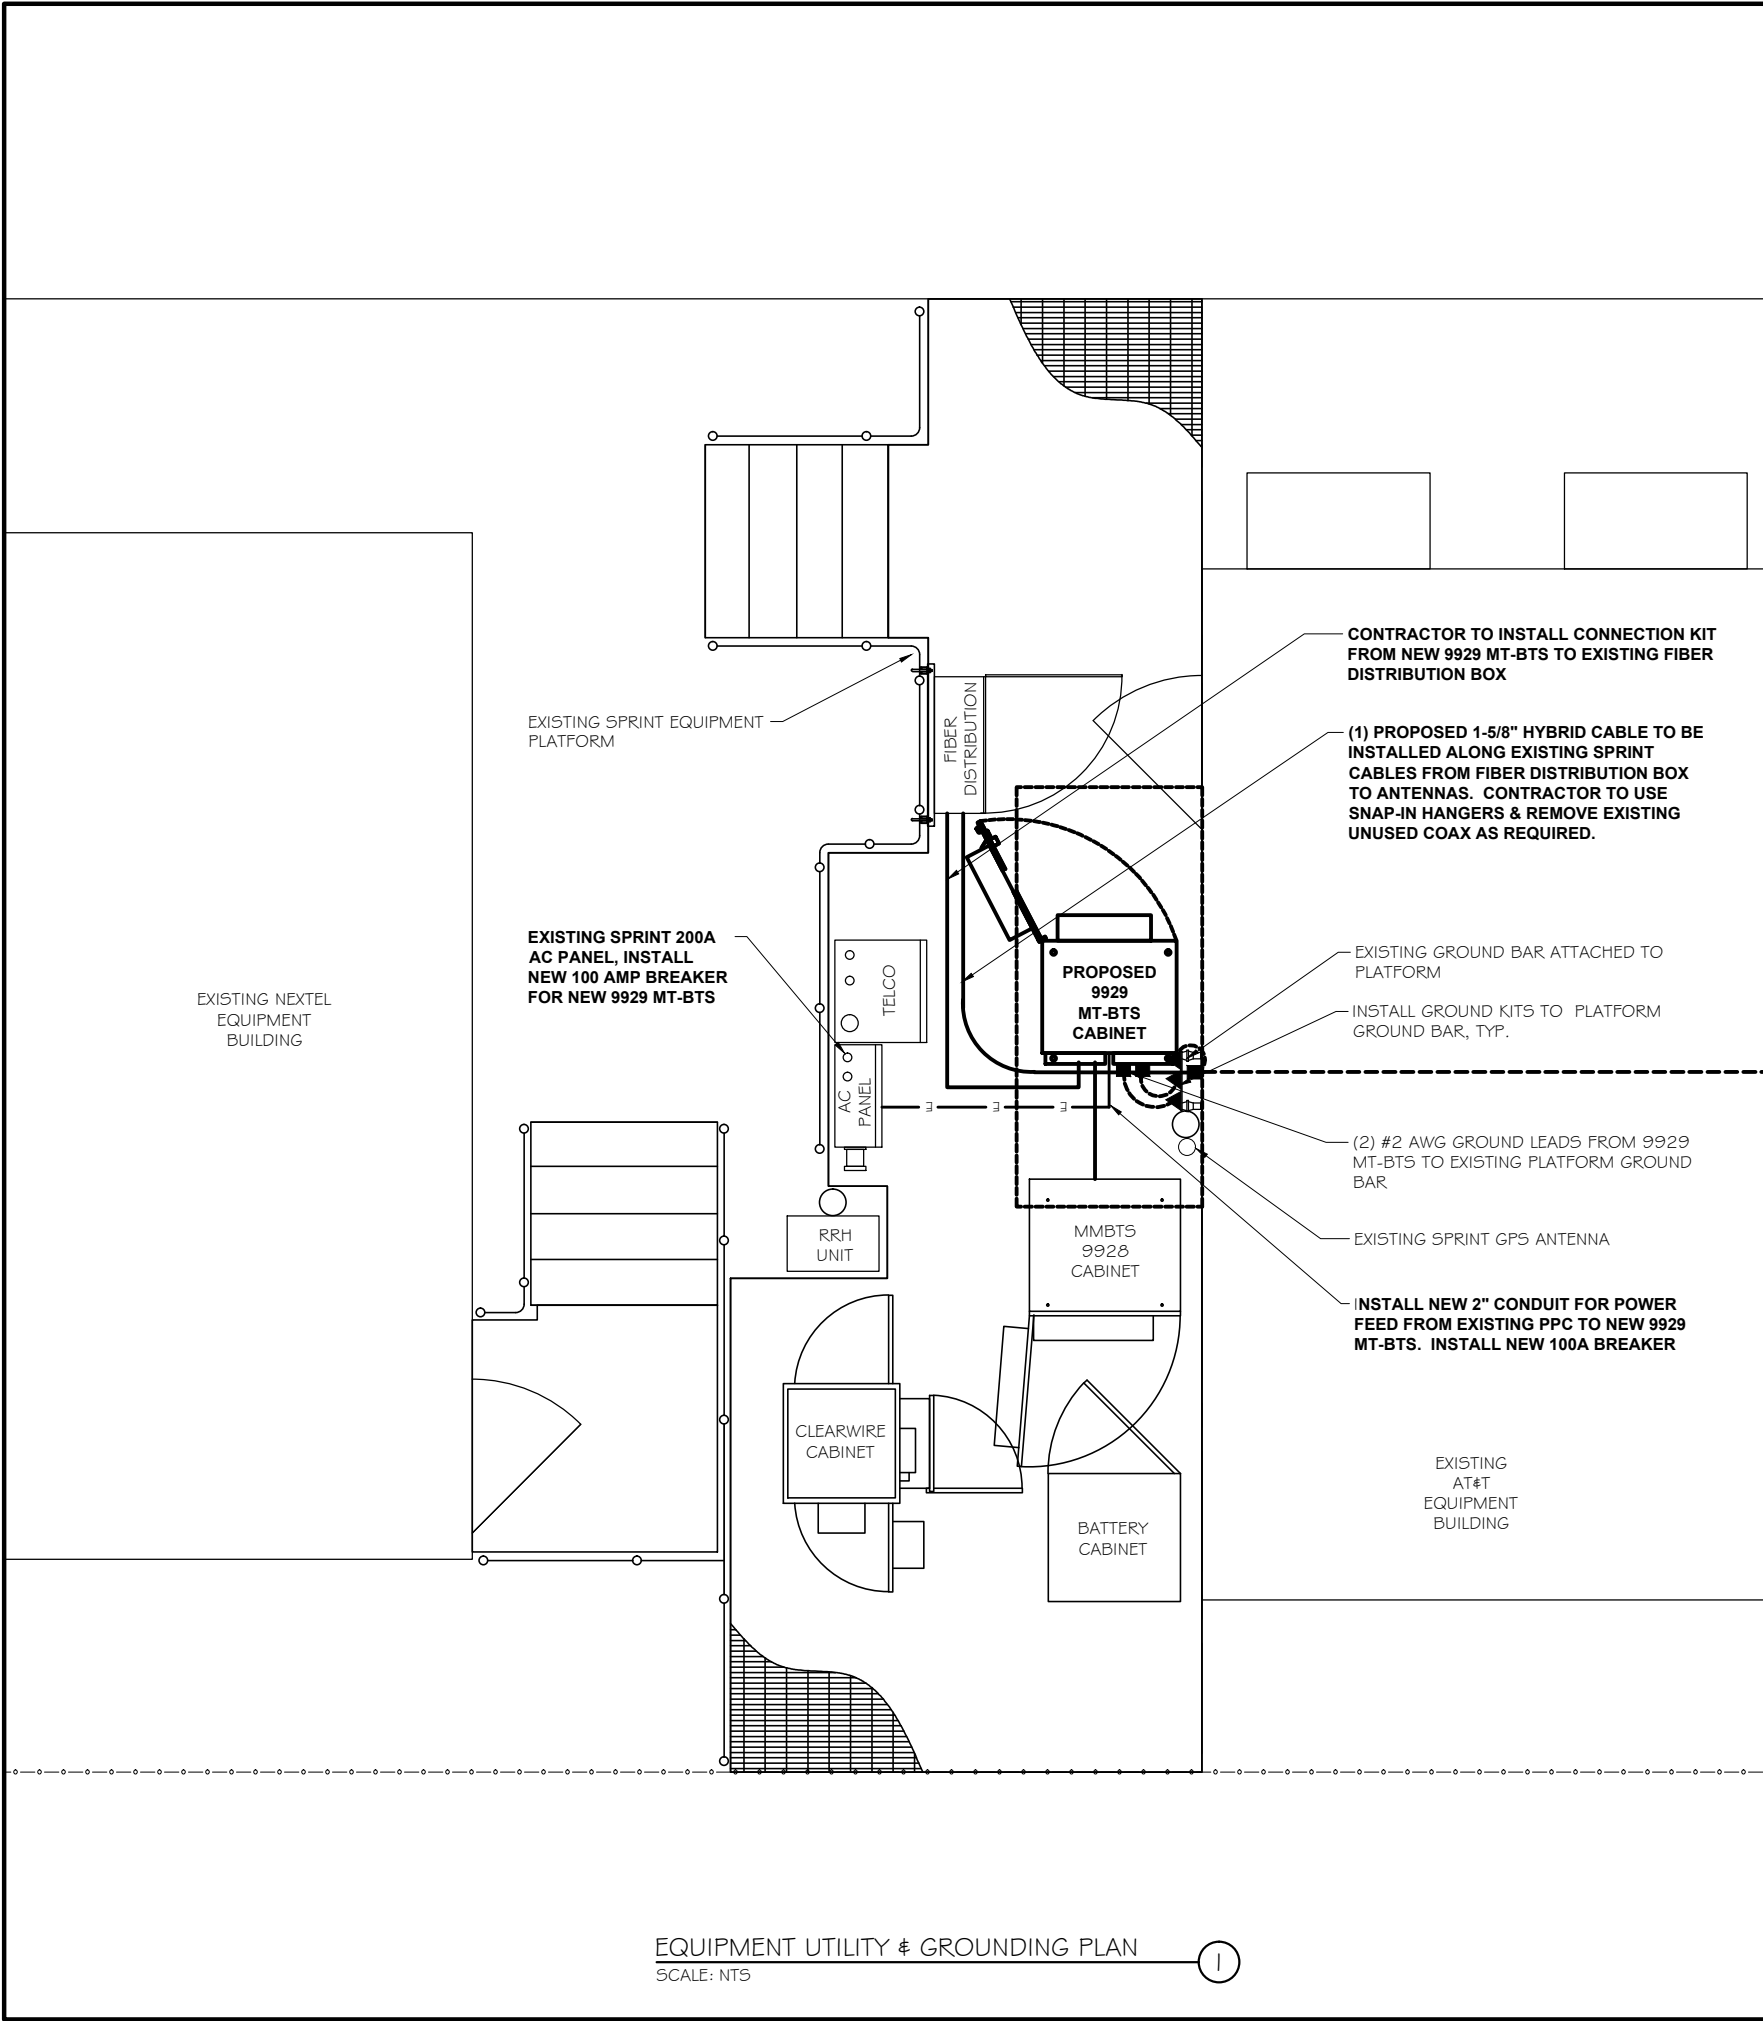 CONTRACTOR TO INSTALL CONNECTION KIT
FROM NEW 9929 MT-BTS TO EXISTING FIBER
DISTRIBUTION BOX
EXISTING SPRINT EQUIPMENT
PLATFORM
FIBER
DISTRIBUTION
(1) PROPOSED 1-5/8" HYBRID CABLE TO BE
INSTALLED ALONG EXISTING SPRINT
CABLES FROM FIBER DISTRIBUTION BOX
TO ANTENNAS. CONTRACTOR TO USE
SNAP-IN HANGERS & REMOVE EXISTING
UNUSED COAX AS REQUIRED.
EXISTING SPRINT 200A
AC PANEL, INSTALL
NEW 100 AMP BREAKER
FOR NEW 9929 MT-BTS
TELCO
PROPOSED
9929
MT-BTS
CABINET
EXISTING GROUND BAR ATTACHED TO
PLATFORM
EXISTING NEXTEL
EQUIPMENT
BUILDING
INSTALL GROUND KITS TO PLATFORM
GROUND BAR, TYP.
AC
PANEL
E E E
(2) #2 AWG GROUND LEADS FROM 9929
MT-BTS TO EXISTING PLATFORM GROUND
BAR
RRH
UNIT
MMBTS
9928
CABINET
EXISTING SPRINT GPS ANTENNA
INSTALL NEW 2" CONDUIT FOR POWER
FEED FROM EXISTING PPC TO NEW 9929
MT-BTS. INSTALL NEW 100A BREAKER
CLEARWIRE
CABINET
EXISTING
AT&T
EQUIPMENT
BUILDING
BATTERY
CABINET
EQUIPMENT UTILITY & GROUNDING PLAN
SCALE: NTS
1